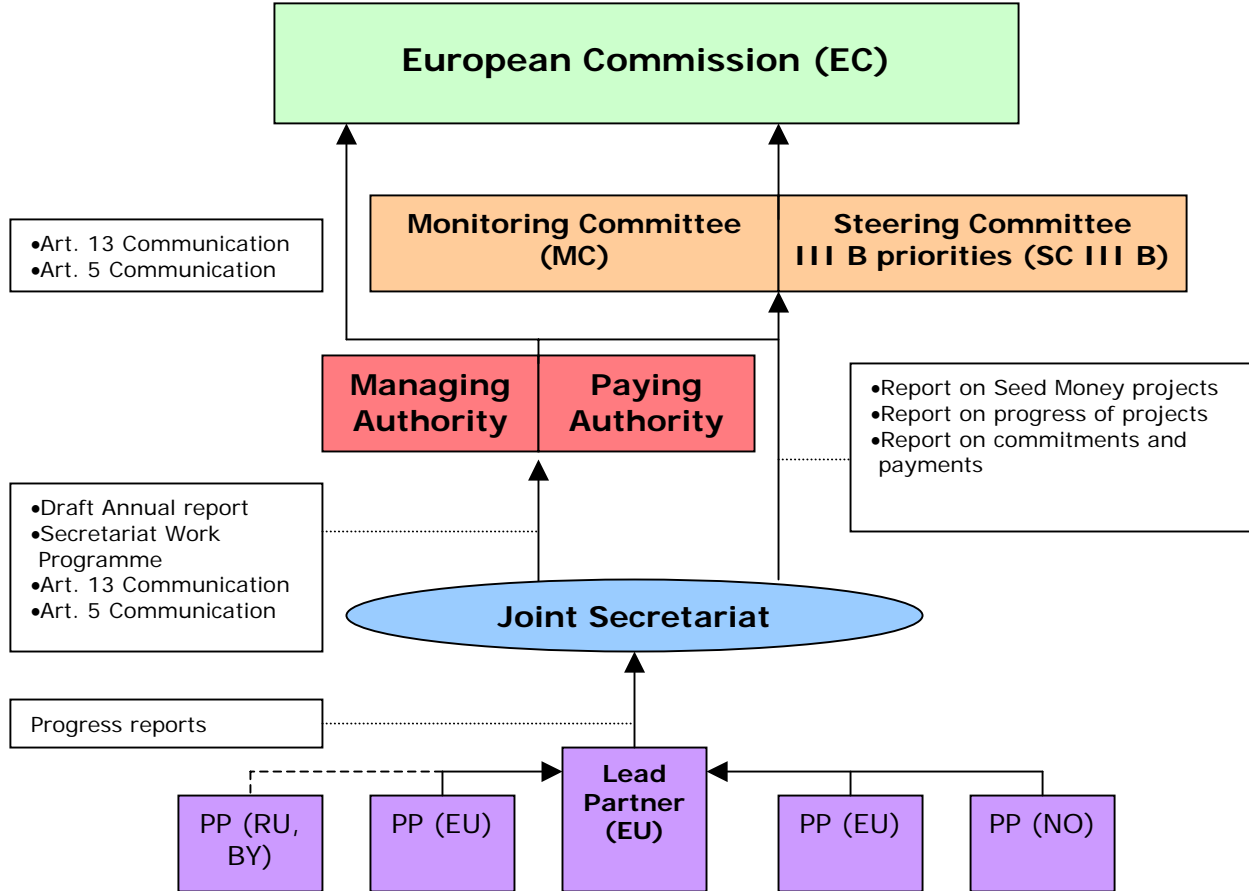 European Commission (EC)
Monitoring Committee
(MC)
Steering Committee
III B priorities (SC III B)
•Art. 13 Communication
•Art. 5 Communication
Managing
Authority
Paying
Authority
•Report on Seed Money projects
•Report on progress of projects
•Report on commitments and
payments
•Draft Annual report
•Secretariat Work
Programme
•Art. 13 Communication
•Art. 5 Communication
Joint Secretariat
Progress reports
PP (RU,
BY)
PP (EU)
Lead
Partner
(EU)
PP (EU)
PP (NO)